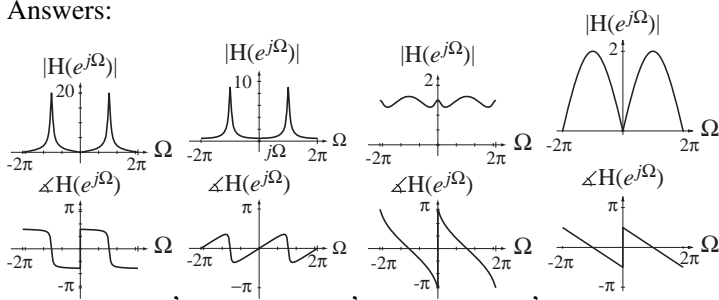 Answers:
|H(e^{jΩ})| |H(e^{jΩ})| |H(e^{jΩ})| |H(e^{jΩ})|
20 10 2 2
-2π 2π Ω -2π jΩ 2π Ω -2π 2π Ω -2π 2π Ω
∡H(e^{jΩ}) ∡H(e^{jΩ}) ∡H(e^{jΩ}) ∡H(e^{jΩ})
π π π π
-2π 2π Ω -2π 2π Ω -2π 2π Ω -2π 2π Ω
-π −π -π -π
, , ,